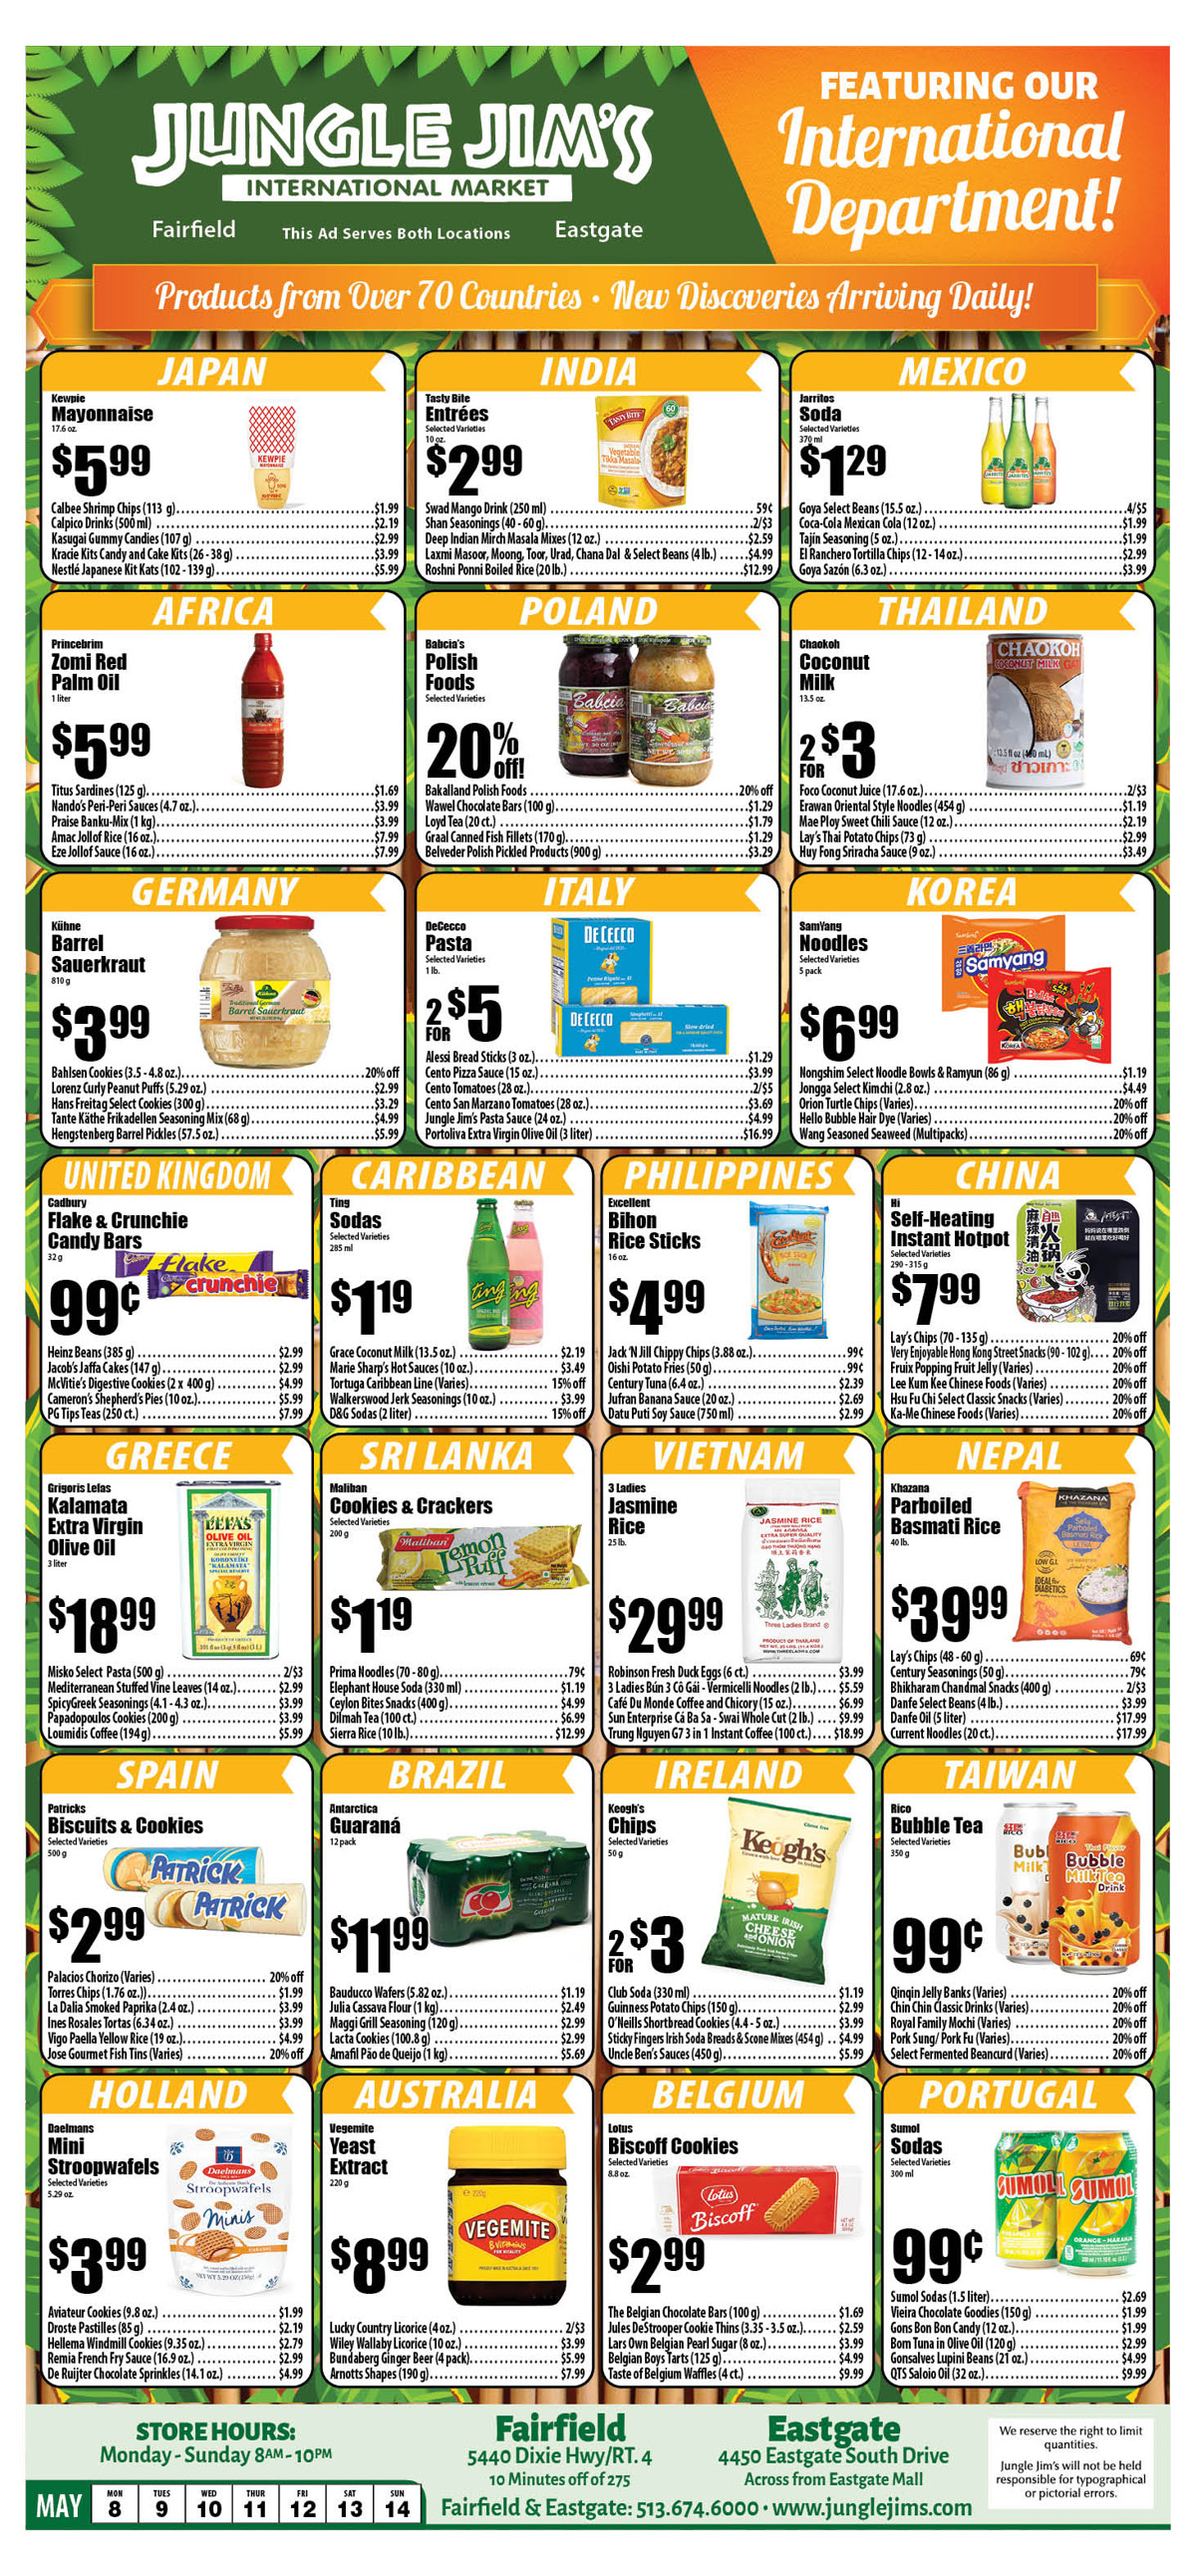 JUNGLE JIM'S
INTERNATIONAL MARKET
Fairfield This Ad Serves Both Locations Eastgate
FEATURING OUR
International
Department!
Products from Over 70 Countries • New Discoveries Arriving Daily!
JAPAN
Kewpie
Mayonnaise
17.6 oz.
$5.99
Calbee Shrimp Chips (113 g) $1.99
Calpico Drinks (500 ml) $2.19
Kasugai Gummy Candies (107 g) $2.99
Kracie Kits Candy and Cake Kits (26 - 38 g) $3.99
Nestlé Japanese Kit Kats (102 - 139 g) $5.99
INDIA
Tasty Bite
Entrées
Selected Varieties
10 oz.
$2.99
Swad Mango Drink (250 ml) 59¢
Shan Seasonings (40 - 60 g) 2/$3
Deep Indian Mirch Masala Mixes (12 oz.) $2.59
Laxmi Masoor, Moong, Toor, Urad, Chana Dal & Select Beans (4 lb.) $4.99
Roshni Ponni Boiled Rice (20 lb.) $12.99
MEXICO
Jarritos
Soda
Selected Varieties
370 ml
$1.29
Goya Select Beans (15.5 oz.) 4/$5
Coca-Cola Mexican Cola (12 oz.) $1.99
Tajín Seasoning (5 oz.) $1.99
El Ranchero Tortilla Chips (12 - 14 oz.) $2.99
Goya Sazón (6.3 oz.) $3.99
AFRICA
Princebrim
Zomi Red
Palm Oil
1 liter
$5.99
Titus Sardines (125 g) $1.69
Nando's Peri-Peri Sauces (4.7 oz.) $3.99
Praise Banku-Mix (1 kg) $3.99
Amac Jollof Rice (16 oz.) $7.99
Eze Jollof Sauce (16 oz.) $7.99
POLAND
Babcia's
Polish
Foods
Selected Varieties
20% off!
Bakalland Polish Foods 20% off
Wawel Chocolate Bars (100 g) $1.29
Loyd Tea (20 ct.) $1.79
Graal Canned Fish Fillets (170 g) $1.29
Belveder Polish Pickled Products (900 g) $3.29
THAILAND
Chaokoh
Coconut
Milk
13.5 oz.
2 FOR $3
Foco Coconut Juice (17.6 oz.) 2/$3
Erawan Oriental Style Noodles (454 g) $1.19
Mae Ploy Sweet Chili Sauce (12 oz.) $2.19
Lay's Thai Potato Chips (73 g) $2.99
Huy Fong Sriracha Sauce (9 oz.) $3.49
GERMANY
Kühne
Barrel
Sauerkraut
810 g
$3.99
Bahlsen Cookies (3.5 - 4.8 oz.) 20% off
Lorenz Curly Peanut Puffs (5.29 oz.) $2.99
Hans Freitag Select Cookies (300 g) $3.29
Tante Käthe Frikadellen Seasoning Mix (68 g) $4.99
Hengstenberg Barrel Pickles (57.5 oz.) $5.99
ITALY
DeCecco
Pasta
Selected Varieties
1 lb.
2 FOR $5
Alessi Bread Sticks (3 oz.) $1.29
Cento Pizza Sauce (15 oz.) $3.99
Cento Tomatoes (28 oz.) 2/$5
Cento San Marzano Tomatoes (28 oz.) $3.69
Jungle Jim's Pasta Sauce (24 oz.) $4.99
Portoliva Extra Virgin Olive Oil (3 liter) $16.99
KOREA
SamYang
Noodles
Selected Varieties
5 pack
$6.99
Nongshim Select Noodle Bowls & Ramyun (86 g) $1.19
Jongga Select Kimchi (2.8 oz.) $4.49
Orion Turtle Chips (Varies) 20% off
Hello Bubble Hair Dye (Varies) 20% off
Wang Seasoned Seaweed (Multipacks) 20% off
UNITED KINGDOM
Cadbury
Flake & Crunchie
Candy Bars
32 g
99¢
Heinz Beans (385 g) $2.99
Jacob's Jaffa Cakes (147 g) $2.99
McVitie's Digestive Cookies (2 x 400 g) $4.99
Cameron's Shepherd's Pies (10 oz.) $5.99
PG Tips Teas (250 ct.) $7.99
CARIBBEAN
Ting
Sodas
Selected Varieties
285 ml
$1.19
Grace Coconut Milk (13.5 oz.) $2.19
Marie Sharp's Hot Sauces (10 oz.) $3.49
Tortuga Caribbean Line (Varies) 15% off
Walkerswood Jerk Seasonings (10 oz.) $3.99
D&G Sodas (2 liter) 15% off
PHILIPPINES
Excellent
Bihon
Rice Sticks
16 oz.
$4.99
Jack 'N Jill Chippy Chips (3.88 oz.) 99¢
Oishi Potato Fries (50 g) 99¢
Century Tuna (6.4 oz.) $2.39
Jufran Banana Sauce (20 oz.) $2.69
Datu Puti Soy Sauce (750 ml) $2.99
CHINA
Hi
Self-Heating
Instant Hotpot
Selected Varieties
290 - 315 g
$7.99
Lay's Chips (70 - 135 g) 20% off
Very Enjoyable Hong Kong Street Snacks (90 - 102 g) 20% off
Fruix Popping Fruit Jelly (Varies) 20% off
Lee Kum Kee Chinese Foods (Varies) 20% off
Hsu Fu Chi Select Classic Snacks (Varies) 20% off
Ka-Me Chinese Foods (Varies) 20% off
GREECE
Grigoris Lelas
Kalamata
Extra Virgin
Olive Oil
3 liter
$18.99
Misko Select Pasta (500 g) 2/$3
Mediterranean Stuffed Vine Leaves (14 oz.) $2.99
SpicyGreek Seasonings (4.1 - 4.3 oz.) $3.99
Papadopoulos Cookies (200 g) $3.99
Loumidis Coffee (194 g) $5.99
SRI LANKA
Maliban
Cookies & Crackers
Selected Varieties
200 g
$1.19
Prima Noodles (70 - 80 g) 79¢
Elephant House Soda (330 ml) $1.19
Ceylon Bites Snacks (400 g) $4.99
Dilmah Tea (100 ct.) $6.99
Sierra Rice (10 lb.) $12.99
VIETNAM
3 Ladies
Jasmine
Rice
25 lb.
$29.99
Robinson Fresh Duck Eggs (6 ct.) $3.99
3 Ladies Bún 3 Cô Gái - Vermicelli Noodles (2 lb.) $5.59
Café Du Monde Coffee and Chicory (15 oz.) $6.99
Sun Enterprise Cá Ba Sa - Swai Whole Cut (2 lb.) $9.99
Trung Nguyen G7 3 in 1 Instant Coffee (100 ct.) $18.99
NEPAL
Khazana
Parboiled
Basmati Rice
40 lb.
$39.99
Lay's Chips (48 - 60 g) 69¢
Century Seasonings (50 g) 79¢
Bhikharam Chandmal Snacks (400 g) 2/$3
Danfe Select Beans (4 lb.) $3.99
Danfe Oil (5 liter) $17.99
Current Noodles (20 ct.) $17.99
SPAIN
Patricks
Biscuits & Cookies
Selected Varieties
500 g
$2.99
Palacios Chorizo (Varies) 20% off
Torres Chips (1.76 oz.)) $1.99
La Dalia Smoked Paprika (2.4 oz.) $3.99
Ines Rosales Tortas (6.34 oz.) $3.99
Vigo Paella Yellow Rice (19 oz.) $4.99
Jose Gourmet Fish Tins (Varies) 20% off
BRAZIL
Antarctica
Guaraná
12 pack
$11.99
Bauducco Wafers (5.82 oz.) $1.19
Julia Cassava Flour (1 kg) $2.49
Maggi Grill Seasoning (120 g) $2.99
Lacta Cookies (100.8 g) $2.99
Amafil Pão de Queijo (1 kg) $5.69
IRELAND
Keogh's
Chips
Selected Varieties
50 g
2 FOR $3
Club Soda (330 ml) $1.19
Guinness Potato Chips (150 g) $2.99
O'Neills Shortbread Cookies (4.4 - 5 oz.) $3.99
Sticky Fingers Irish Soda Breads & Scone Mixes (454 g) $4.99
Uncle Ben's Sauces (450 g) $5.99
TAIWAN
Rico
Bubble Tea
Selected Varieties
350 g
99¢
Qinqin Jelly Banks (Varies) 20% off
Chin Chin Classic Drinks (Varies) 20% off
Royal Family Mochi (Varies) 20% off
Pork Sung/ Pork Fu (Varies) 20% off
Select Fermented Beancurd (Varies) 20% off
HOLLAND
Daelmans
Mini
Stroopwafels
Selected Varieties
5.29 oz.
$3.99
Aviateur Cookies (9.8 oz.) $1.99
Droste Pastilles (85 g) $2.19
Hellema Windmill Cookies (9.35 oz.) $2.79
Remia French Fry Sauce (16.9 oz.) $2.99
De Ruijter Chocolate Sprinkles (14.1 oz.) $4.99
AUSTRALIA
Vegemite
Yeast
Extract
220 g
$8.99
Lucky Country Licorice (4 oz.) 2/$3
Wiley Wallaby Licorice (10 oz.) $3.99
Bundaberg Ginger Beer (4 pack) $5.99
Arnotts Shapes (190 g) $7.99
BELGIUM
Lotus
Biscoff Cookies
Selected Varieties
8.8 oz.
$2.99
The Belgian Chocolate Bars (100 g) $1.69
Jules DeStrooper Cookie Thins (3.35 - 3.5 oz.) $2.59
Lars Own Belgian Pearl Sugar (8 oz.) $3.99
Belgian Boys Tarts (125 g) $4.99
Taste of Belgium Waffles (4 ct.) $9.99
PORTUGAL
Sumol
Sodas
Selected Varieties
300 ml
99¢
Sumol Sodas (1.5 liter) $2.69
Vieira Chocolate Goodies (150 g) $1.99
Gons Bon Bon Candy (12 oz.) $1.99
Bom Tuna in Olive Oil (120 g) $2.99
Gonsalves Lupini Beans (21 oz.) $4.99
QTS Saloio Oil (32 oz.) $9.99
STORE HOURS:
Monday - Sunday 8AM - 10PM
MAY
MON 8 TUES 9 WED 10 THUR 11 FRI 12 SAT 13 SUN 14
Fairfield
5440 Dixie Hwy/RT. 4
10 Minutes off of 275
Eastgate
4450 Eastgate South Drive
Across from Eastgate Mall
Fairfield & Eastgate: 513.674.6000 • www.junglejims.com
We reserve the right to limit
quantities.
Jungle Jim's will not be held
responsible for typographical
or pictorial errors.